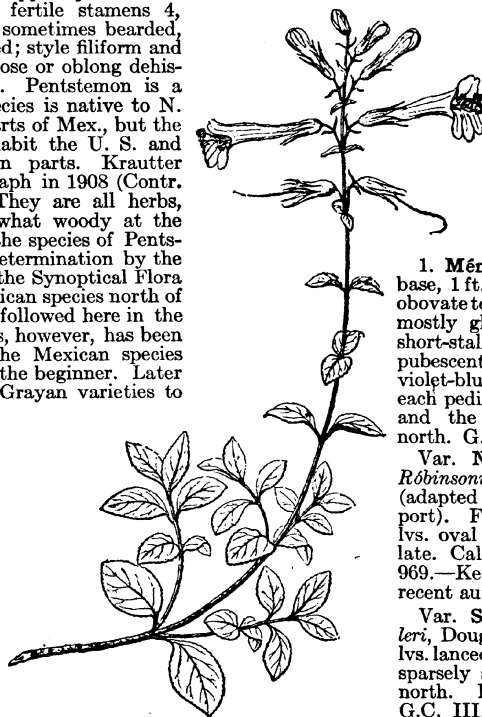 fertile stamens 4,
sometimes bearded,
ed; style filiform and
ose or oblong dehis-
. Pentstemon is a
ecies is native to N.
rts of Mex., but the
habit the U. S. and
n parts. Krautter
aph in 1908 (Contr.
They are all herbs,
what woody at the
he species of Pents-
etermination by the
the Synoptical Flora
ican species north of
followed here in the
s, however, has been
he Mexican species
the beginner. Later
Grayan varieties to
1. Mén
base, 1 ft.
obovate te
mostly gl
short-stal
pubescent
violet-blu
each pedi
and the
north. G.
Var. N
Róbinsoni
(adapted
port). F
lvs. oval
late. Cal
969.—Ke
recent au
Var. S
leri, Doug
lvs. lanced
sparsely s
north. I
G.C. III.